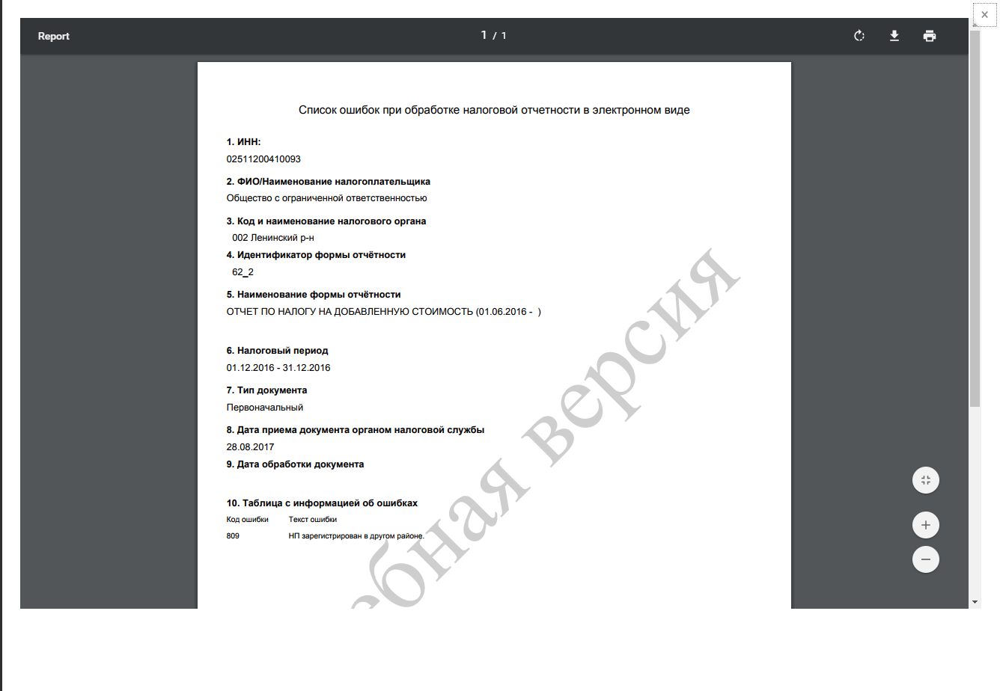 Report
1 / 1
Список ошибок при обработке налоговой отчетности в электронном виде
1. ИНН:
02511200410093
2. ФИО/Наименование налогоплательщика
Общество с ограниченной ответственностью
3. Код и наименование налогового органа
002 Ленинский р-н
4. Идентификатор формы отчётности
62_2
5. Наименование формы отчётности
ОТЧЕТ ПО НАЛОГУ НА ДОБАВЛЕННУЮ СТОИМОСТЬ (01.06.2016 -  )
6. Налоговый период
01.12.2016 - 31.12.2016
7. Тип документа
Первоначальный
8. Дата приема документа органом налоговой службы
28.08.2017
9. Дата обработки документа
10. Таблица с информацией об ошибках
Код ошибки Текст ошибки
809 НП зарегистрирован в другом районе.
ебная версия